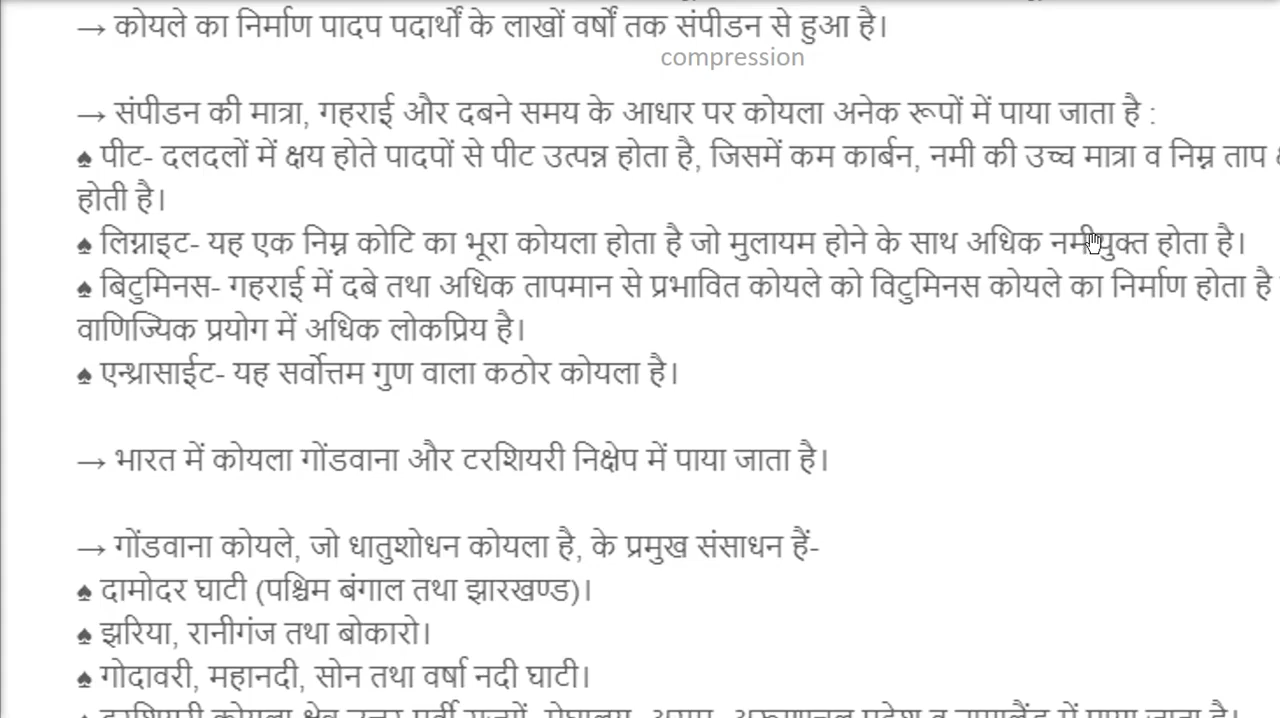 → कोयले का निर्माण पादप पदार्थों के लाखों वर्षों तक संपीडन से हुआ है।
compression
→ संपीडन की मात्रा, गहराई और दबने समय के आधार पर कोयला अनेक रूपों में पाया जाता है :
♠ पीट- दलदलों में क्षय होते पादपों से पीट उत्पन्न होता है, जिसमें कम कार्बन, नमी की उच्च मात्रा व निम्न ताप
होती है।
♠ लिग्नाइट- यह एक निम्न कोटि का भूरा कोयला होता है जो मुलायम होने के साथ अधिक नमीयुक्त होता है।
♠ बिटुमिनस- गहराई में दबे तथा अधिक तापमान से प्रभावित कोयले को विटुमिनस कोयले का निर्माण होता है
वाणिज्यिक प्रयोग में अधिक लोकप्रिय है।
♠ एन्थ्रासाईट- यह सर्वोत्तम गुण वाला कठोर कोयला है।
→ भारत में कोयला गोंडवाना और टरशियरी निक्षेप में पाया जाता है।
→ गोंडवाना कोयले, जो धातुशोधन कोयला है, के प्रमुख संसाधन हैं-
♠ दामोदर घाटी (पश्चिम बंगाल तथा झारखण्ड)।
♠ झरिया, रानीगंज तथा बोकारो।
♠ गोदावरी, महानदी, सोन तथा वर्षा नदी घाटी।